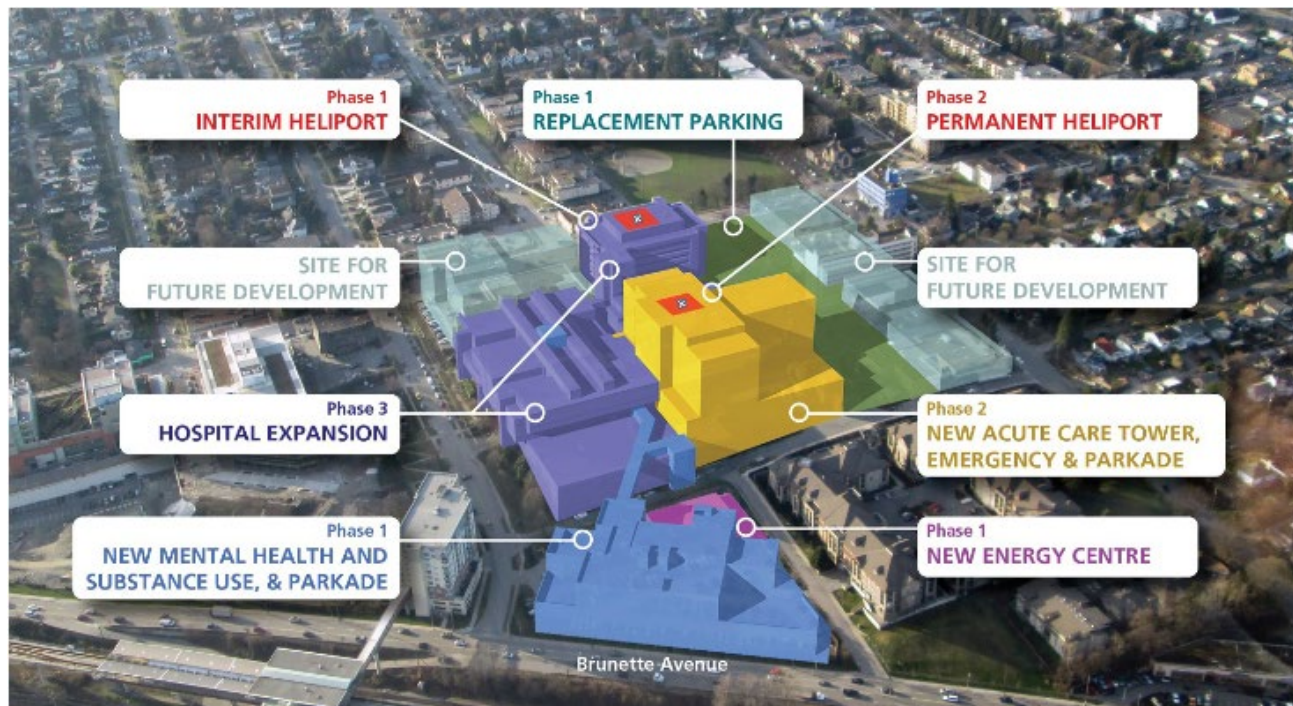 Phase 1
INTERIM HELIPORT
Phase 1
REPLACEMENT PARKING
Phase 2
PERMANENT HELIPORT
SITE FOR
FUTURE DEVELOPMENT
SITE FOR
FUTURE DEVELOPMENT
Phase 3
HOSPITAL EXPANSION
Phase 2
NEW ACUTE CARE TOWER,
EMERGENCY & PARKADE
Phase 1
NEW MENTAL HEALTH AND
SUBSTANCE USE, & PARKADE
Phase 1
NEW ENERGY CENTRE
Brunette Avenue